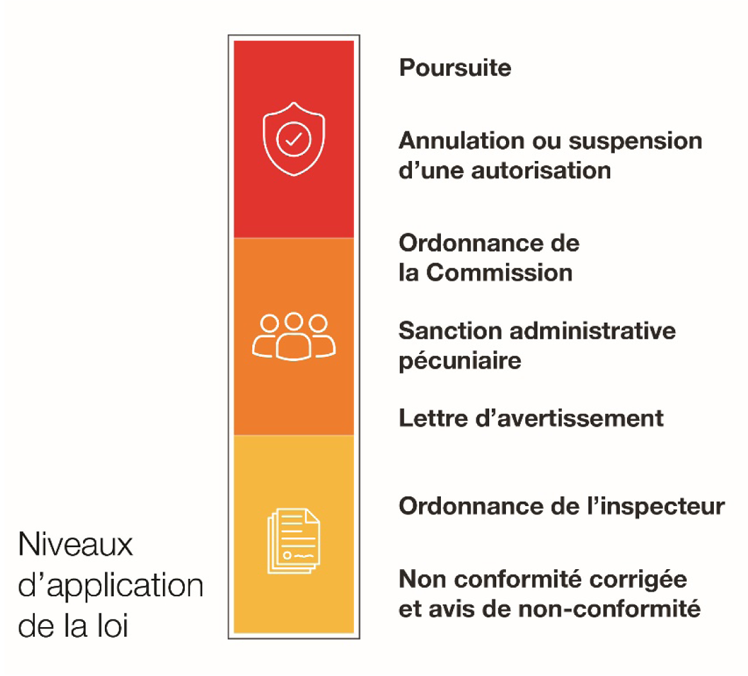 Poursuite
Annulation ou suspension
d’une autorisation
Ordonnance de
la Commission
Sanction administrative
pécuniaire
Lettre d’avertissement
Ordonnance de l’inspecteur
Non conformité corrigée
et avis de non-conformité
Niveaux
d’application
de la loi